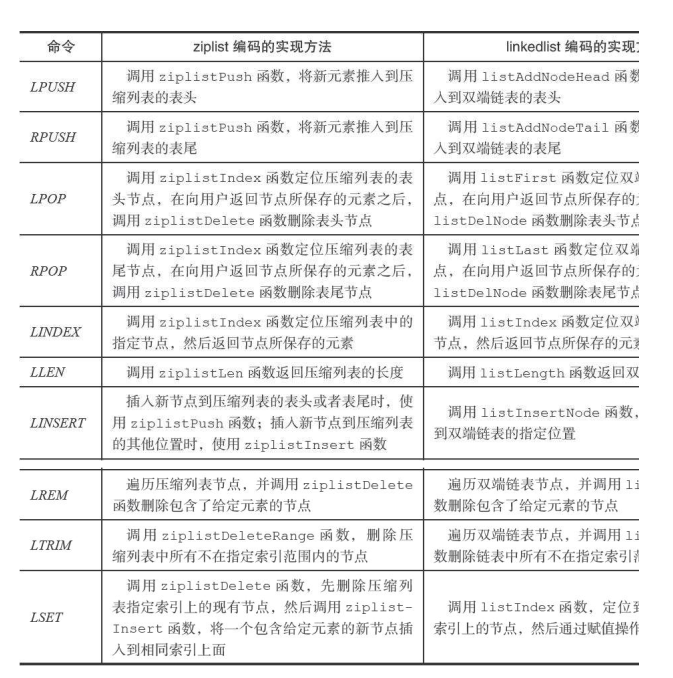 命令 ziplist 编码的实现方法 linkedlist 编码的实现
LPUSH
调用 ziplistPush 函数，将新元素推入到压
缩列表的表头
调用 listAddNodeHead 函数
入到双端链表的表头
RPUSH
调用 ziplistPush 函数，将新元素推入到压
缩列表的表尾
调用 listAddNodeTail 函数
入到双端链表的表尾
LPOP
调用 ziplistIndex 函数定位压缩列表的表
头节点，在向用户返回节点所保存的元素之后，
调用 ziplistDelete 函数删除表头节点
调用 listFirst 函数定位双
点，在向用户返回节点所保存的
listDelNode 函数删除表头节点
RPOP
调用 ziplistIndex 函数定位压缩列表的表
尾节点，在向用户返回节点所保存的元素之后，
调用 ziplistDelete 函数删除表尾节点
调用 listLast 函数定位双端
点，在向用户返回节点所保存的
listDelNode 函数删除表尾节点
LINDEX
调用 ziplistIndex 函数定位压缩列表中的
指定节点，然后返回节点所保存的元素
调用 listIndex 函数定位双
节点，然后返回节点所保存的元
LLEN
调用 ziplistLen 函数返回压缩列表的长度
调用 listLength 函数返回双
LINSERT
插入新节点到压缩列表的表头或者表尾时，使
用 ziplistPush 函数；插入新节点到压缩列表
的其他位置时，使用 ziplistInsert 函数
调用 listInsertNode 函数，
到双端链表的指定位置
LREM
遍历压缩列表节点，并调用 ziplistDelete
函数删除包含了给定元素的节点
遍历双端链表节点，并调用 li
数删除包含了给定元素的节点
LTRIM
调用 ziplistDeleteRange 函数，删除压
缩列表中所有不在指定索引范围内的节点
遍历双端链表节点，并调用 li
数删除链表中所有不在指定索引
LSET
调用 ziplistDelete 函数，先删除压缩列
表指定索引上的现有节点，然后调用 ziplist-
Insert 函数，将一个包含给定元素的新节点插
入到相同索引上面
调用 listIndex 函数，定位到
索引上的节点，然后通过赋值操作